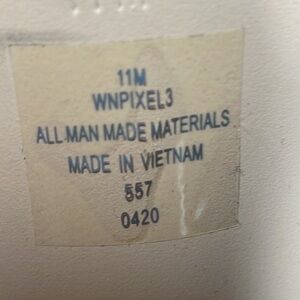 11M
WNPIXEL3
ALL MAN MADE MATERIALS
MADE IN VIETNAM
557
0420